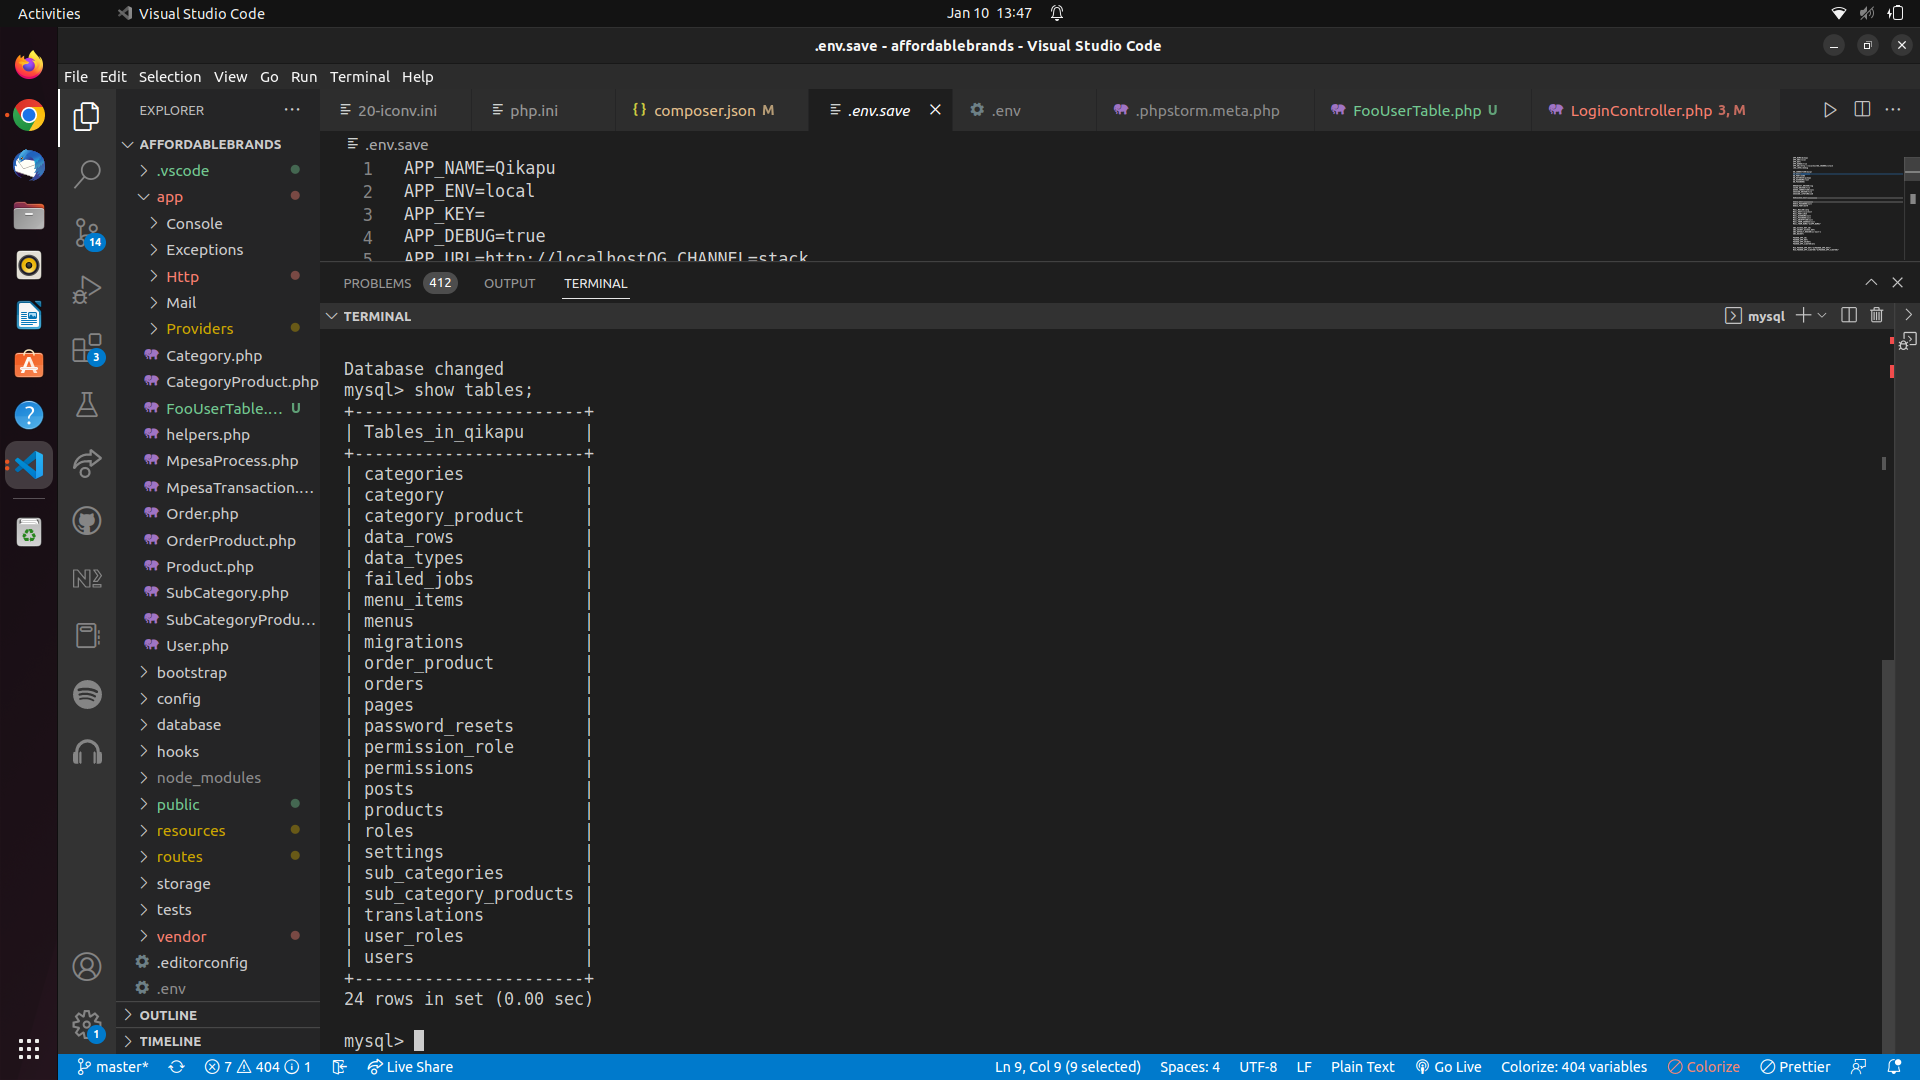 Activities
Visual Studio Code
Jan 10 13:47
.env.save - affordablebrands - Visual Studio Code
File Edit Selection View Go Run Terminal Help
EXPLORER
20-iconv.ini
php.ini
composer.json M
.env.save
.env
.phpstorm.meta.php
FooUserTable.php U
LoginController.php 3, M
AFFORDABLEBRANDS
.vscode
app
Console
Exceptions
Http
Mail
Providers
Category.php
CategoryProduct.php
FooUserTable.... U
helpers.php
MpesaProcess.php
MpesaTransaction....
Order.php
OrderProduct.php
Product.php
SubCategory.php
SubCategoryProdu...
User.php
bootstrap
config
database
hooks
node_modules
public
resources
routes
storage
tests
vendor
.editorconfig
.env
OUTLINE
TIMELINE
14
3
1
.env.save
1 APP_NAME=Qikapu
2 APP_ENV=local
3 APP_KEY=
4 APP_DEBUG=true
5 APP_URL=http://localhostOG_CHANNEL=stack
PROBLEMS 412 OUTPUT TERMINAL
TERMINAL
mysql
Database changed
mysql> show tables;
+-----------------------+
| Tables_in_qikapu |
+-----------------------+
| categories |
| category |
| category_product |
| data_rows |
| data_types |
| failed_jobs |
| menu_items |
| menus |
| migrations |
| order_product |
| orders |
| pages |
| password_resets |
| permission_role |
| permissions |
| posts |
| products |
| roles |
| settings |
| sub_categories |
| sub_category_products |
| translations |
| user_roles |
| users |
+-----------------------+
24 rows in set (0.00 sec)
mysql>
master* 7 404 1 Live Share
Ln 9, Col 9 (9 selected) Spaces: 4 UTF-8 LF Plain Text Go Live Colorize: 404 variables Colorize Prettier